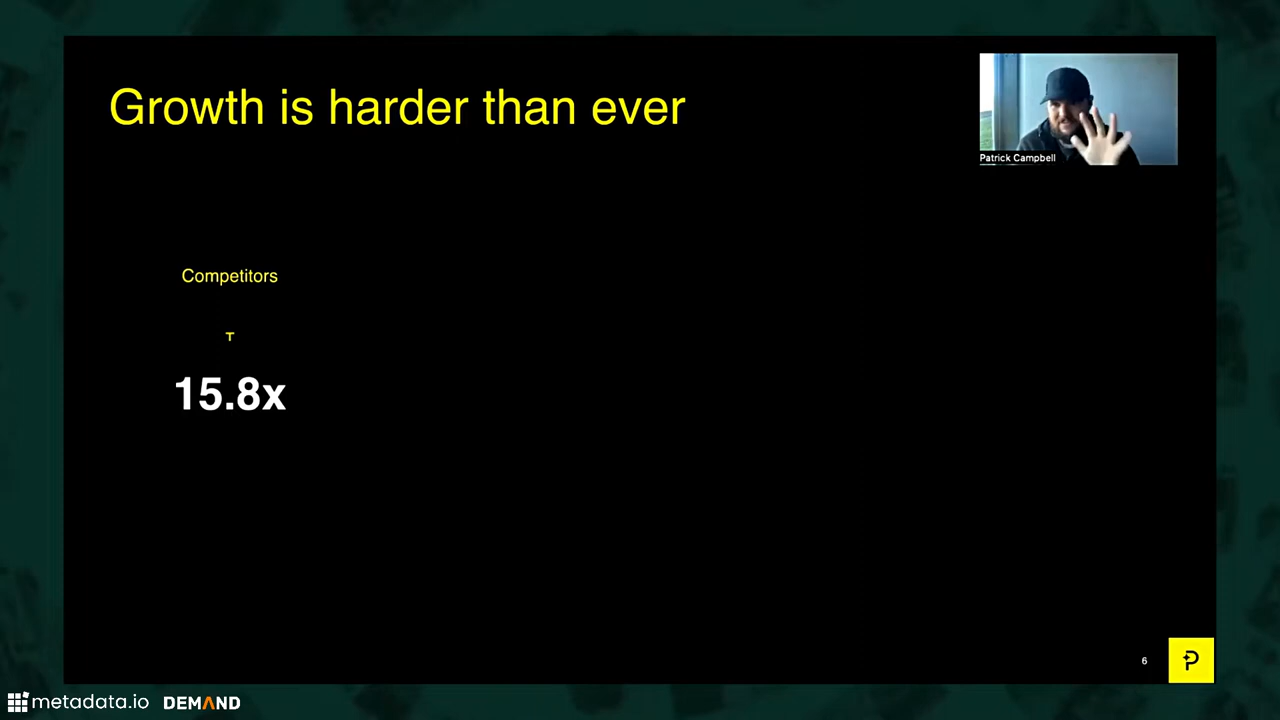 Growth is harder than ever
Patrick Campbell
Competitors
15.8x
6
metadata.io DEMAND